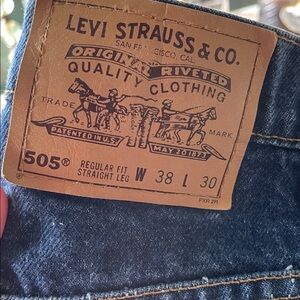 LEVI STRAUSS & CO.
SAN FRANCISCO, CAL.
ORIGINAL RIVETED
QUALITY CLOTHING
TRADE MARK
PATENTED IN U.S. MAY 20 1873
505® REGULAR FIT
STRAIGHT LEG W 38 L 30